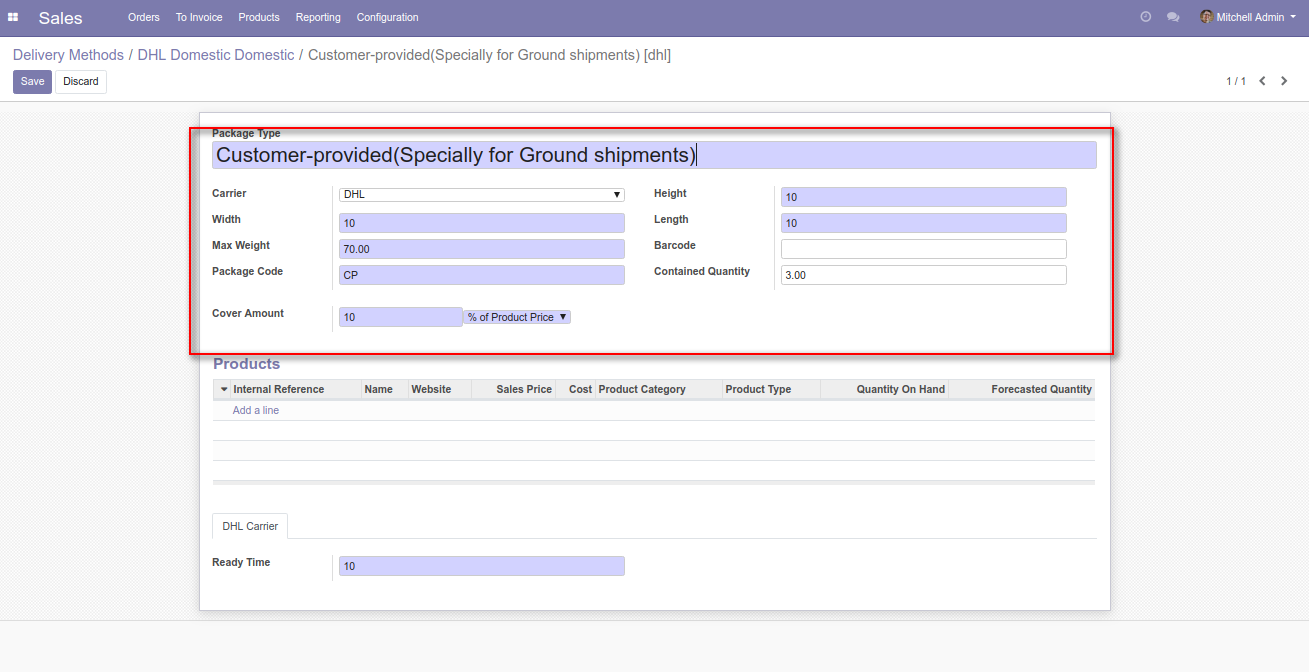 Sales Orders To Invoice Products Reporting Configuration Mitchell Admin
Delivery Methods / DHL Domestic Domestic / Customer-provided(Specially for Ground shipments) [dhl]
Save Discard 1 / 1
Package Type
Customer-provided(Specially for Ground shipments)
Carrier DHL Height 10
Width 10 Length 10
Max Weight 70.00 Barcode
Package Code CP Contained Quantity 3.00
Cover Amount 10 % of Product Price
Products
Internal Reference Name Website Sales Price Cost Product Category Product Type Quantity On Hand Forecasted Quantity
Add a line
DHL Carrier
Ready Time 10